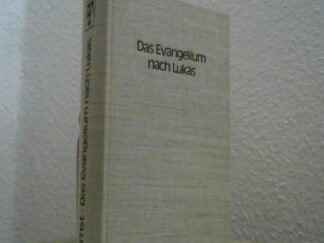 Das Evangelium
nach Lukas
Das Evangelium nach Lukas